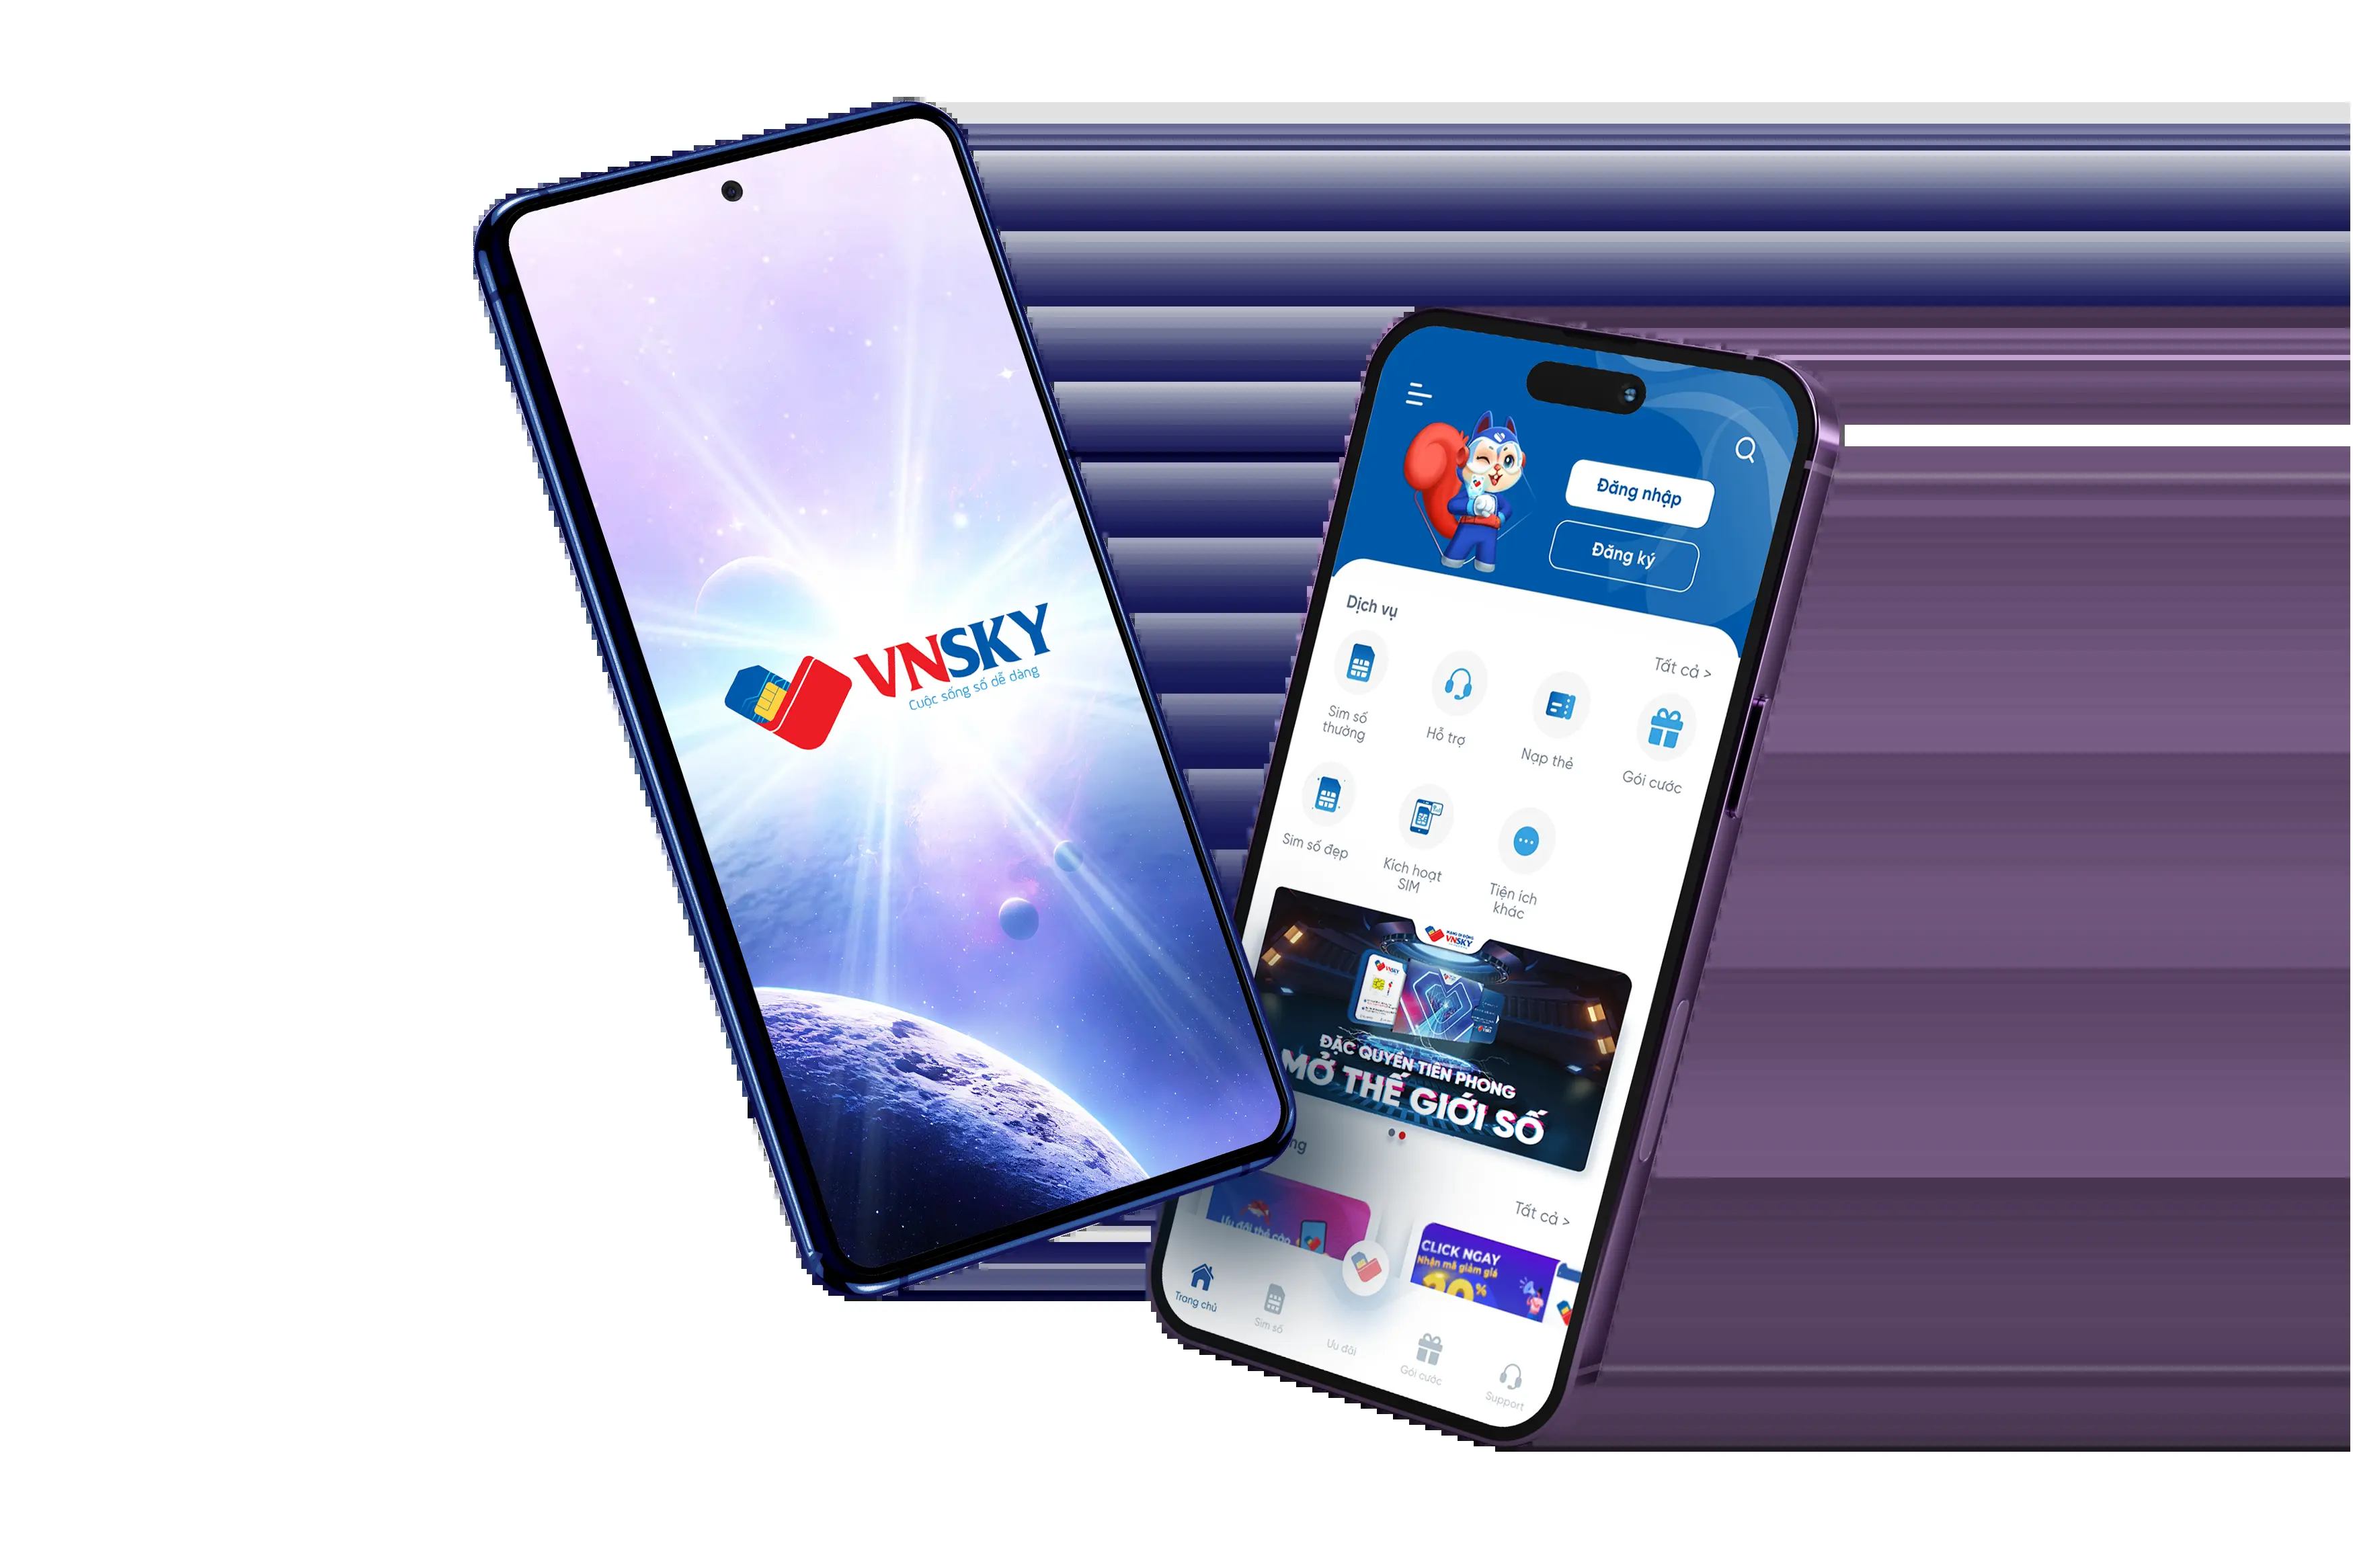 VNSKY
Cuộc sống số dễ dàng
Đăng nhập
Đăng ký
Dịch vụ
Tất cả >
Sim số
thường
Hỗ trợ
Nạp thẻ
Gói cước
Sim số đẹp
Kích hoạt
SIM
Tiện ích
khác
VNSKY
ĐẶC QUYỀN TIÊN PHONG
MỞ THẾ GIỚI SỐ
ng
Tất cả >
CLICK NGAY
Nhận mã giảm giá
Trang chủ
Sim số
Ưu đãi
Gói cước
Support